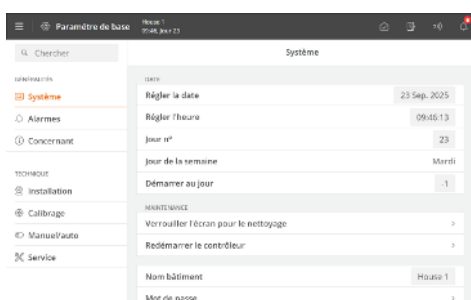 Paramètre de base
House 1
09:46, Jour 23
Chercher
Système
GÉNÉRALITÉS
Système
Alarmes
Concernant
TECHNIQUE
Installation
Calibrage
Manuel/auto
Service
DATE
Régler la date 23 Sep. 2025
Régler l'heure 09:46:13
Jour n° 23
Jour de la semaine Mardi
Démarrer au jour -1
MAINTENANCE
Verrouiller l'écran pour le nettoyage
Redémarrer le contrôleur
Nom bâtiment House 1
Mot de passe